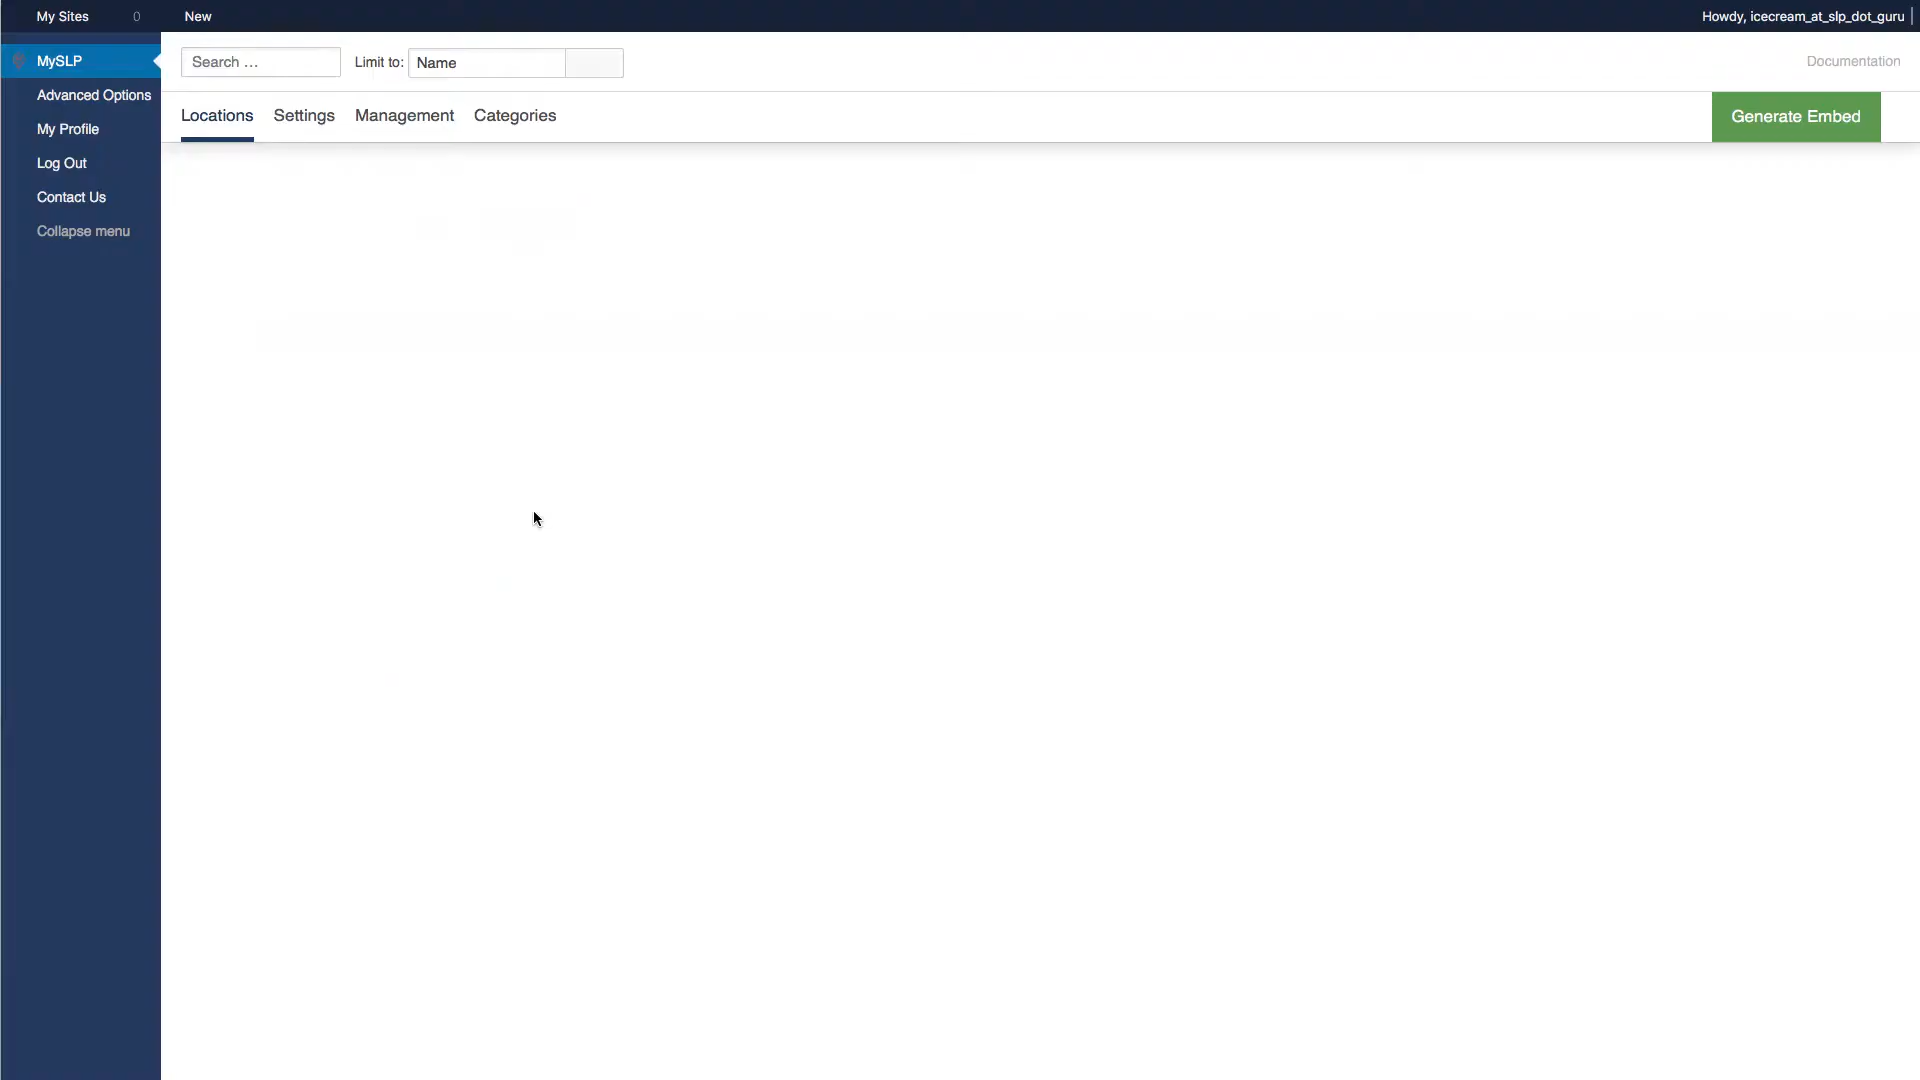 My Sites 0 New Howdy, icecream_at_slp_dot_guru
MySLP
Advanced Options
My Profile
Log Out
Contact Us
Collapse menu
Search ... Limit to: Name Documentation
Locations Settings Management Categories Generate Embed